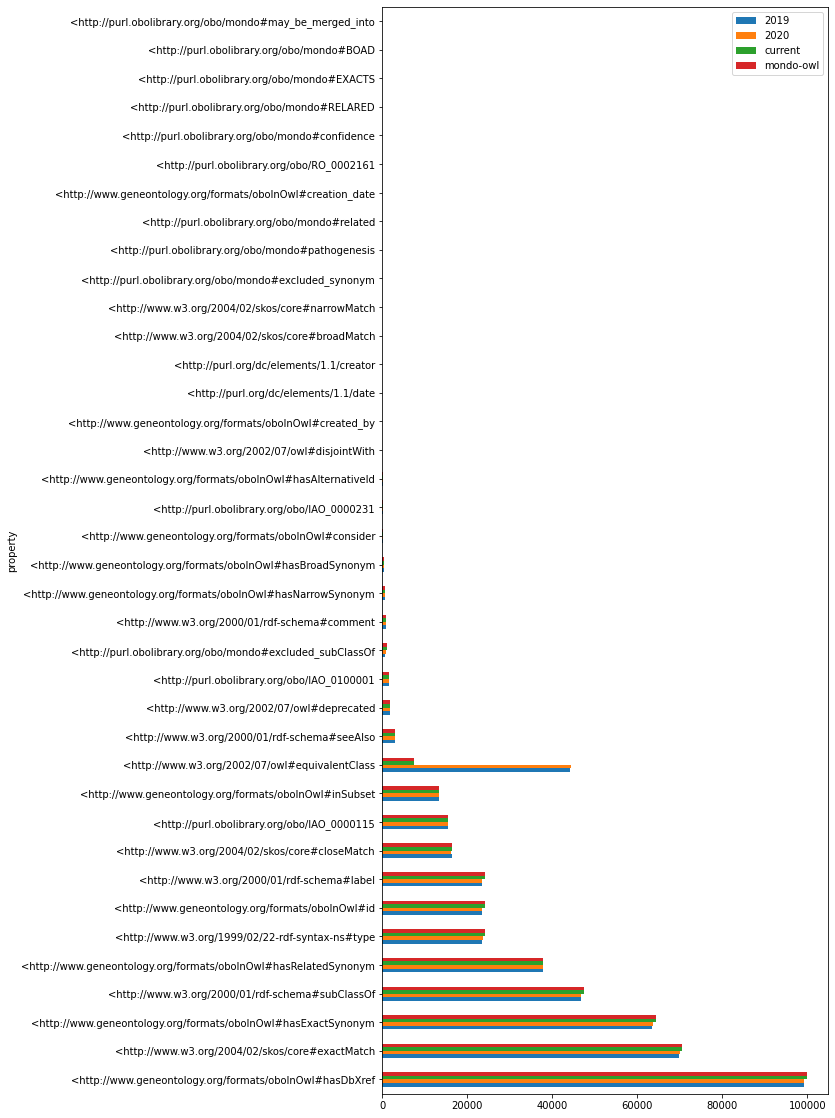 <http://purl.obolibrary.org/obo/mondo#may_be_merged_into
<http://purl.obolibrary.org/obo/mondo#BOAD
<http://purl.obolibrary.org/obo/mondo#EXACTS
<http://purl.obolibrary.org/obo/mondo#RELARED
<http://purl.obolibrary.org/obo/mondo#confidence
<http://purl.obolibrary.org/obo/RO_0002161
<http://www.geneontology.org/formats/oboInOwl#creation_date
<http://purl.obolibrary.org/obo/mondo#related
<http://purl.obolibrary.org/obo/mondo#pathogenesis
<http://purl.obolibrary.org/obo/mondo#excluded_synonym
<http://www.w3.org/2004/02/skos/core#narrowMatch
<http://www.w3.org/2004/02/skos/core#broadMatch
<http://purl.org/dc/elements/1.1/creator
<http://purl.org/dc/elements/1.1/date
<http://www.geneontology.org/formats/oboInOwl#created_by
<http://www.w3.org/2002/07/owl#disjointWith
<http://www.geneontology.org/formats/oboInOwl#hasAlternativeId
<http://purl.obolibrary.org/obo/IAO_0000231
<http://www.geneontology.org/formats/oboInOwl#consider
<http://www.geneontology.org/formats/oboInOwl#hasBroadSynonym
<http://www.geneontology.org/formats/oboInOwl#hasNarrowSynonym
<http://www.w3.org/2000/01/rdf-schema#comment
<http://purl.obolibrary.org/obo/mondo#excluded_subClassOf
<http://purl.obolibrary.org/obo/IAO_0100001
<http://www.w3.org/2002/07/owl#deprecated
<http://www.w3.org/2000/01/rdf-schema#seeAlso
<http://www.w3.org/2002/07/owl#equivalentClass
<http://www.geneontology.org/formats/oboInOwl#inSubset
<http://purl.obolibrary.org/obo/IAO_0000115
<http://www.w3.org/2004/02/skos/core#closeMatch
<http://www.w3.org/2000/01/rdf-schema#label
<http://www.geneontology.org/formats/oboInOwl#id
<http://www.w3.org/1999/02/22-rdf-syntax-ns#type
<http://www.geneontology.org/formats/oboInOwl#hasRelatedSynonym
<http://www.w3.org/2000/01/rdf-schema#subClassOf
<http://www.geneontology.org/formats/oboInOwl#hasExactSynonym
<http://www.w3.org/2004/02/skos/core#exactMatch
<http://www.geneontology.org/formats/oboInOwl#hasDbXref
property
0 20000 40000 60000 80000 100000
2019
2020
current
mondo-owl